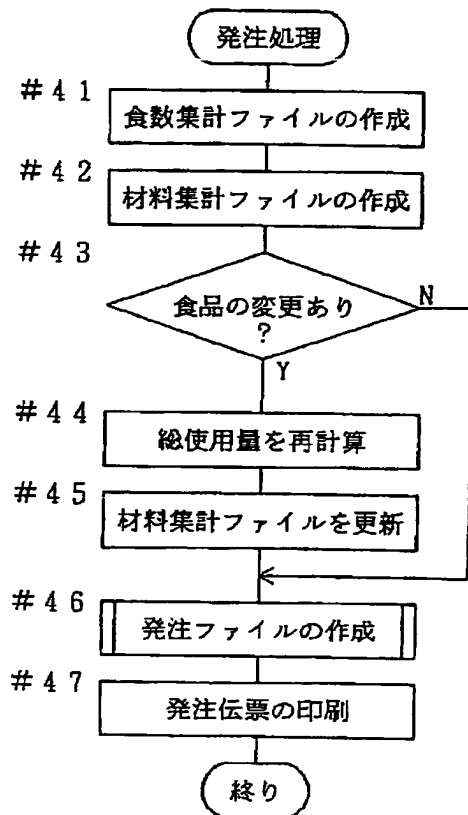 発注処理
#41
食数集計ファイルの作成
#42
材料集計ファイルの作成
#43
食品の変更あり
?
N
Y
#44
総使用量を再計算
#45
材料集計ファイルを更新
#46
発注ファイルの作成
#47
発注伝票の印刷
終り